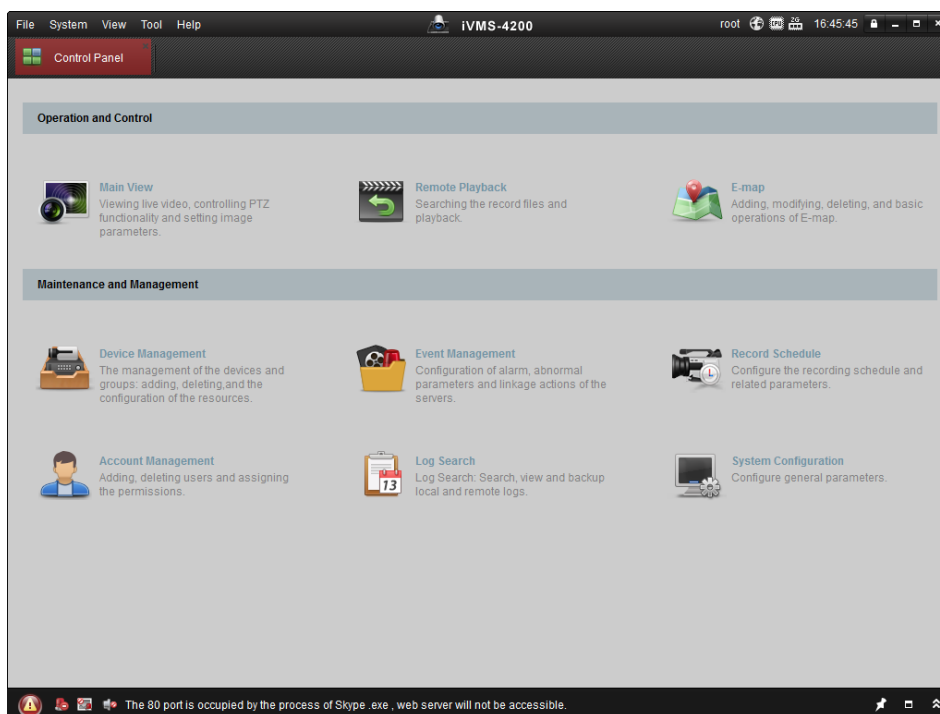 File System View Tool Help iVMS-4200 root CPU 2G 16:45:45
Control Panel
Operation and Control
Main View
Viewing live video, controlling PTZ
functionality and setting image
parameters.
Remote Playback
Searching the record files and
playback.
E-map
Adding, modifying, deleting, and basic
operations of E-map.
Maintenance and Management
Device Management
The management of the devices and
groups: adding, deleting,and the
configuration of the resources.
Event Management
Configuration of alarm, abnormal
parameters and linkage actions of the
servers.
Record Schedule
Configure the recording schedule and
related parameters.
Account Management
Adding, deleting users and assigning
the permissions.
13
Log Search
Log Search: Search, view and backup
local and remote logs.
System Configuration
Configure general parameters.
The 80 port is occupied by the process of Skype .exe , web server will not be accessible.